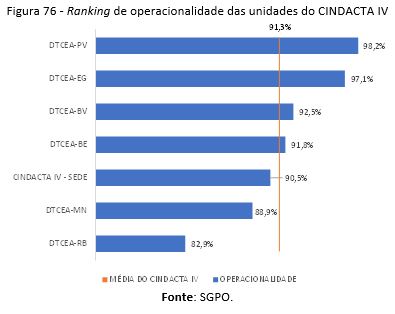 Figura 76 - Ranking de operacionalidade das unidades do CINDACTA IV
91,3%
DTCEA-PV 98,2%
DTCEA-EG 97,1%
DTCEA-BV 92,5%
DTCEA-BE 91,8%
CINDACTA IV - SEDE 90,5%
DTCEA-MN 88,9%
DTCEA-RB 82,9%
MÉDIA DO CINDACTA IV OPERACIONALIDADE
Fonte: SGPO.